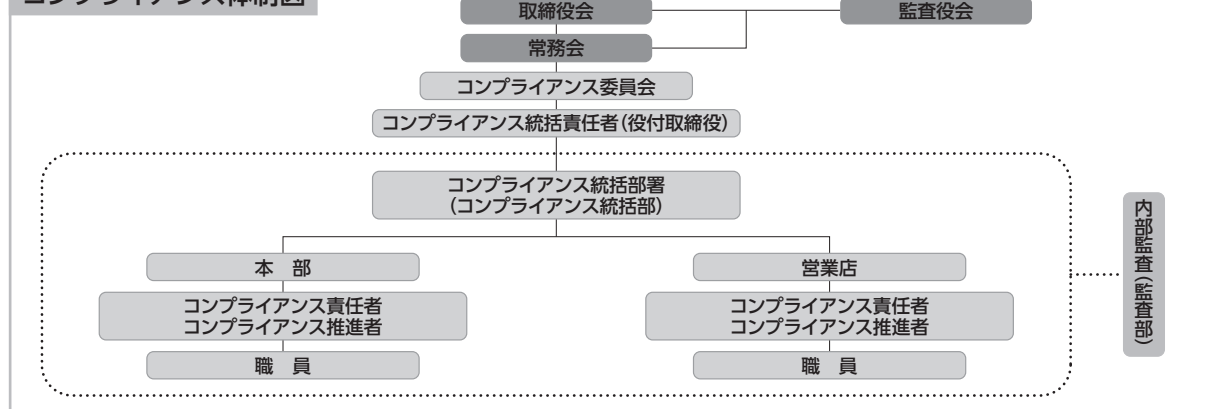 コンプライアンス体制図
取締役会
監査役会
常務会
コンプライアンス委員会
コンプライアンス統括責任者(役付取締役)
コンプライアンス統括部署
(コンプライアンス統括部)
本　部
営業店
コンプライアンス責任者
コンプライアンス推進者
コンプライアンス責任者
コンプライアンス推進者
職　員
職　員
内部監査(監査部)